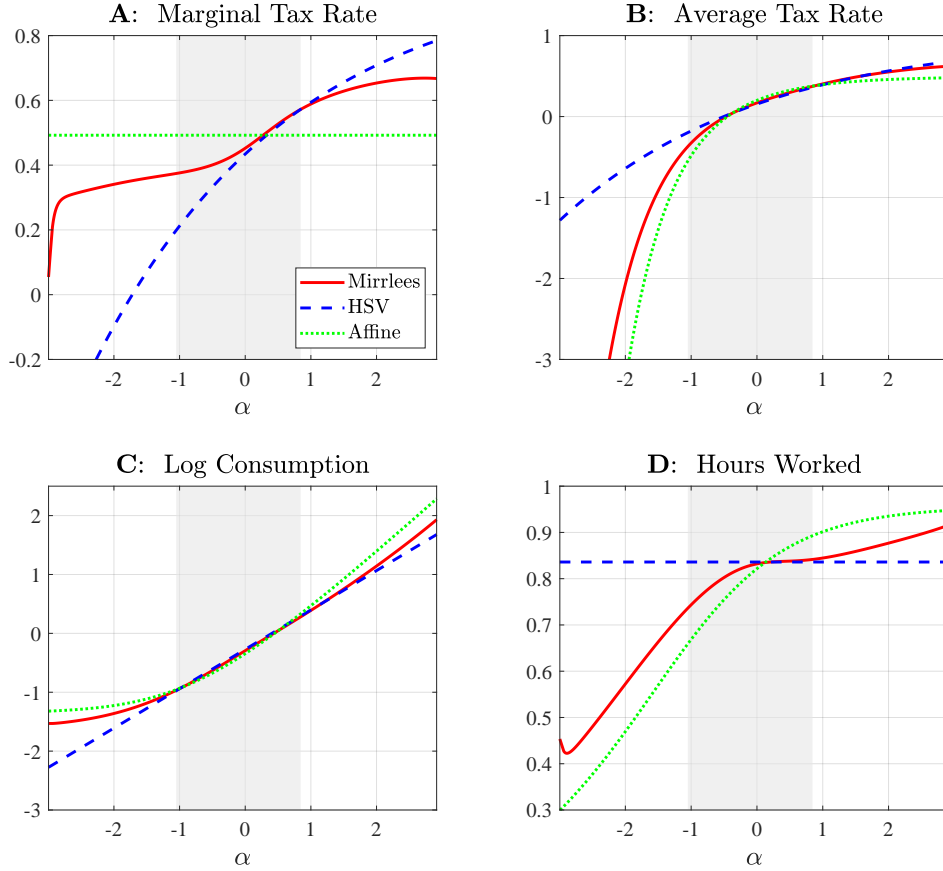 A: Marginal Tax Rate
0.8
0.6
0.4
0.2
0
-0.2
-2 -1 0 1 2
α
Mirrlees
HSV
Affine
B: Average Tax Rate
1
0
-1
-2
-3
-2 -1 0 1 2
α
C: Log Consumption
2
1
0
-1
-2
-3
-2 -1 0 1 2
α
D: Hours Worked
1
0.9
0.8
0.7
0.6
0.5
0.4
0.3
-2 -1 0 1 2
α